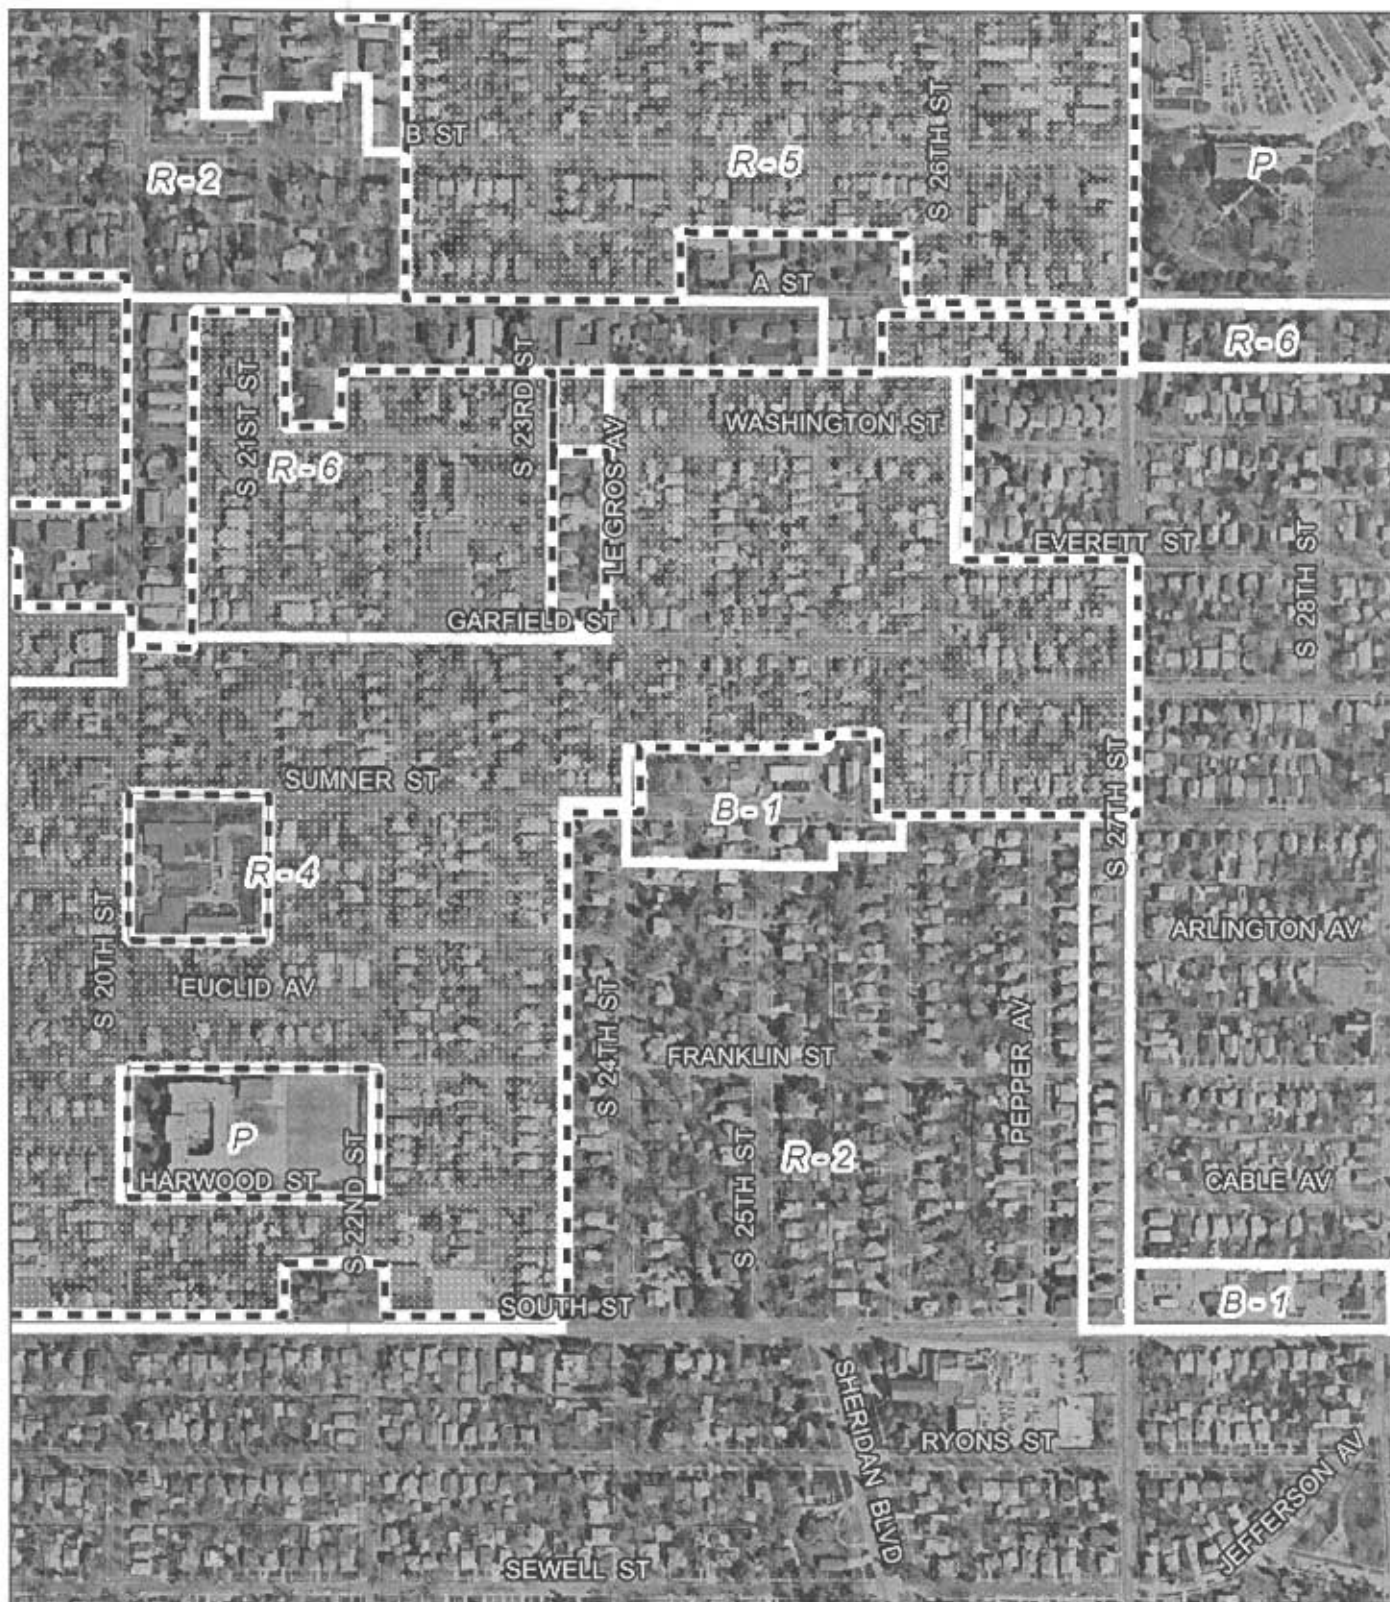 B ST
R - 2
R - 5
S 26TH ST
P
A ST
R - 6
S 21ST ST
S 23RD ST
WASHINGTON ST
R - 6
LE GROS AV
EVERETT ST
S 28TH ST
GARFIELD ST
SUMNER ST
B - 1
S 27TH ST
R - 4
S 20TH ST
ARLINGTON AV
EUCLID AV
S 24TH ST
FRANKLIN ST
PEPPER AV
P
HARWOOD ST
S 22ND ST
S 25TH ST
R - 2
CABLE AV
SOUTH ST
B - 1
SHERIDAN BLVD
RYONS ST
JEFFERSON AV
SEWELL ST